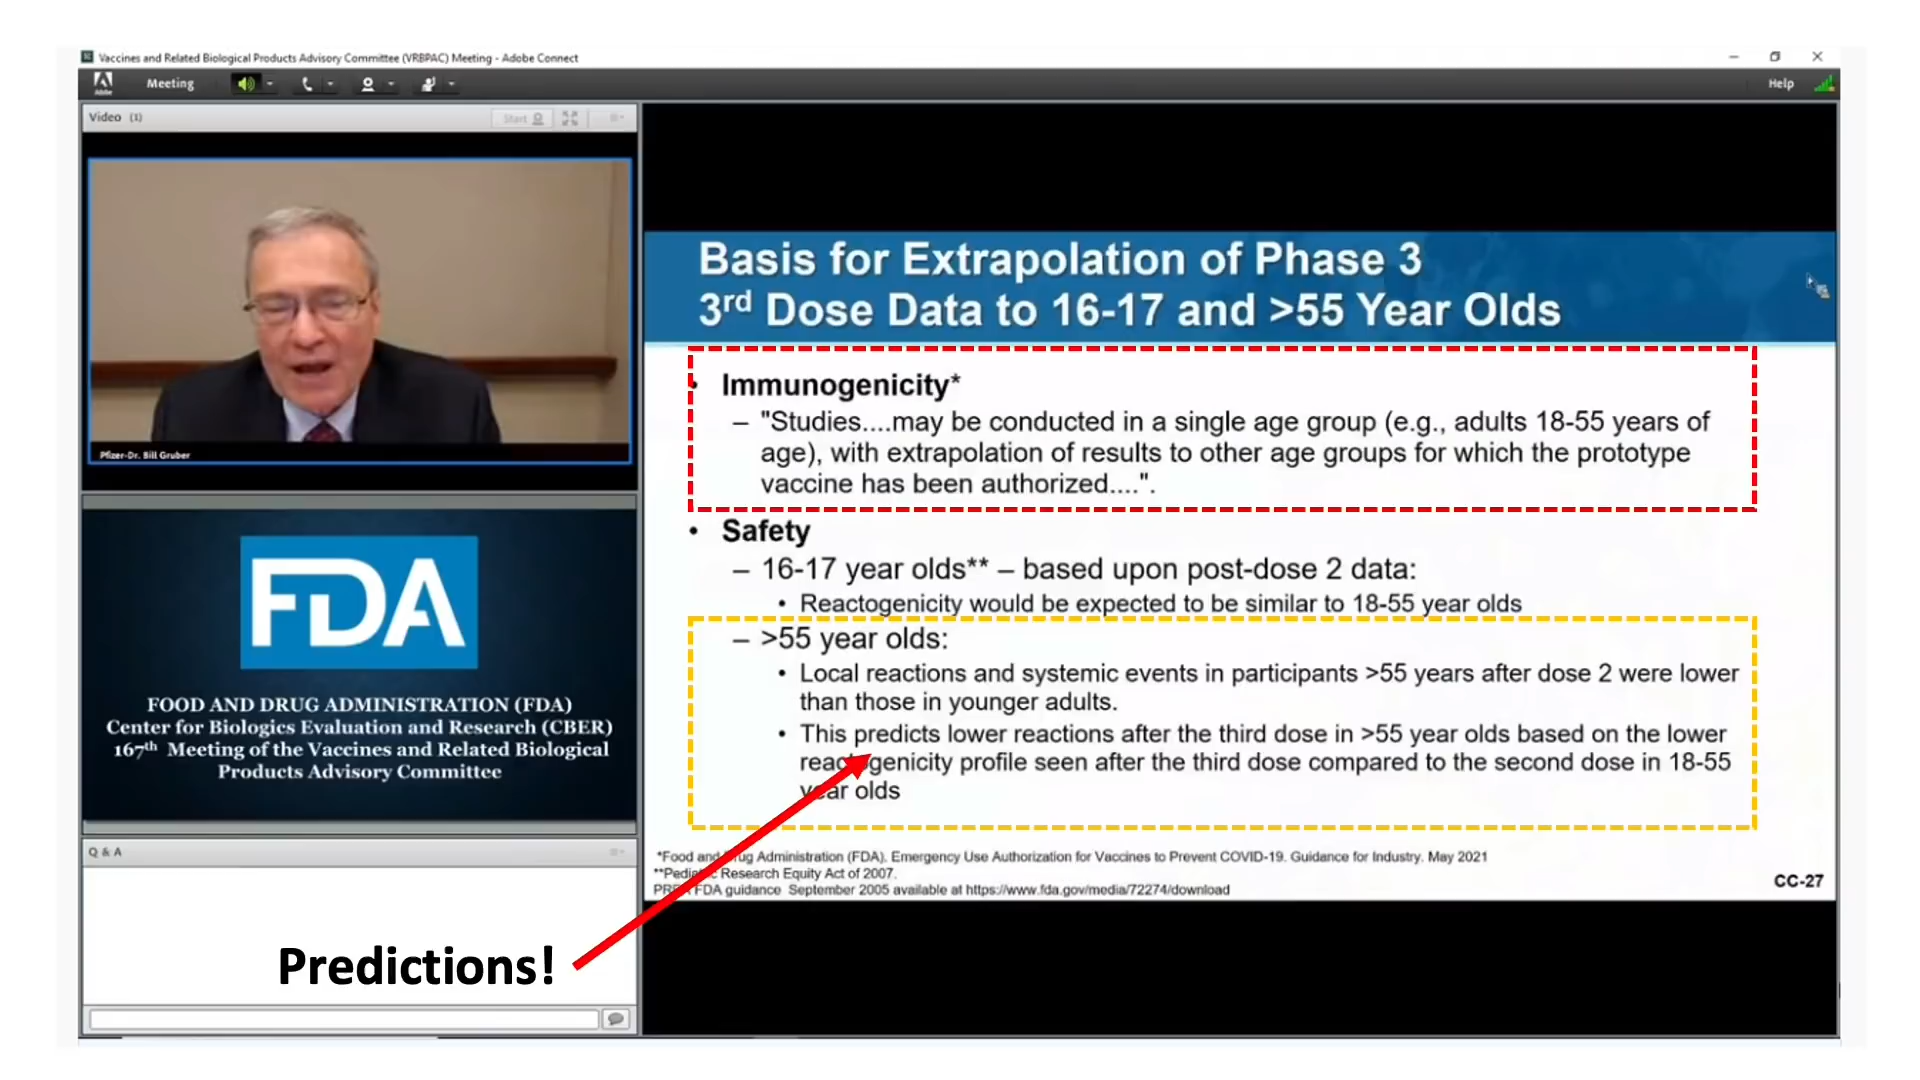 Vaccines and Related Biological Products Advisory Committee (VRBPAC) Meeting - Adobe Connect
Adobe
Meeting
Help
Video (1)
Start
Pfizer-Dr. Bill Gruber
FDA
FOOD AND DRUG ADMINISTRATION (FDA)
Center for Biologics Evaluation and Research (CBER)
167th Meeting of the Vaccines and Related Biological
Products Advisory Committee
Q & A
Basis for Extrapolation of Phase 3
3rd Dose Data to 16-17 and >55 Year Olds
• Immunogenicity*
– "Studies....may be conducted in a single age group (e.g., adults 18-55 years of
age), with extrapolation of results to other age groups for which the prototype
vaccine has been authorized....".
• Safety
– 16-17 year olds** – based upon post-dose 2 data:
• Reactogenicity would be expected to be similar to 18-55 year olds
– >55 year olds:
• Local reactions and systemic events in participants >55 years after dose 2 were lower
than those in younger adults.
• This predicts lower reactions after the third dose in >55 year olds based on the lower
reactogenicity profile seen after the third dose compared to the second dose in 18-55
year olds
*Food and Drug Administration (FDA). Emergency Use Authorization for Vaccines to Prevent COVID-19. Guidance for Industry. May 2021
**Pediatric Research Equity Act of 2007.
PREA FDA guidance September 2005 available at https://www.fda.gov/media/72274/download
CC-27
Predictions!